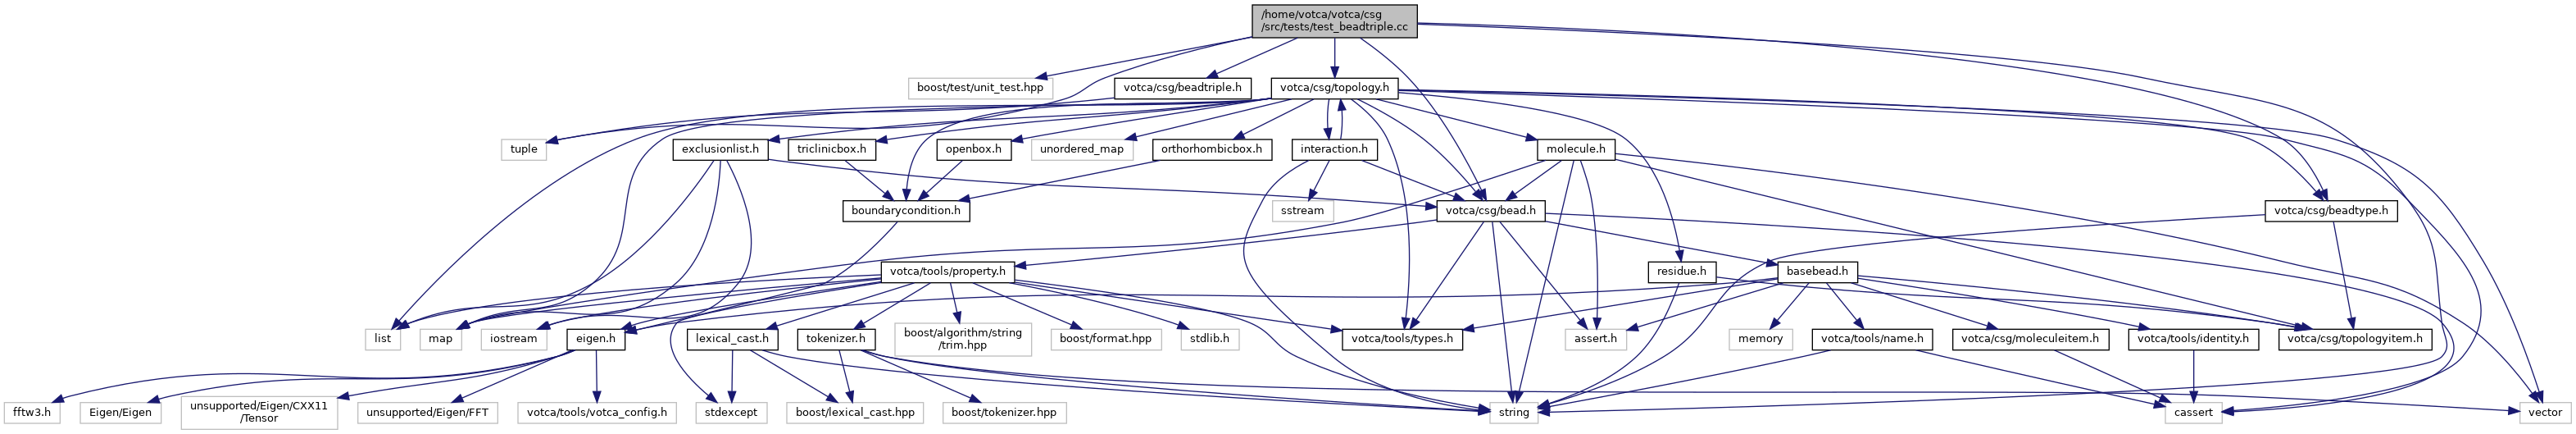 /home/votca/votca/csg
/src/tests/test_beadtriple.cc
boost/test/unit_test.hpp
votca/csg/beadtriple.h
votca/csg/topology.h
tuple
exclusionlist.h
triclinicbox.h
openbox.h
unordered_map
orthorhombicbox.h
interaction.h
molecule.h
boundarycondition.h
sstream
votca/csg/bead.h
votca/csg/beadtype.h
votca/tools/property.h
residue.h
basebead.h
list
map
iostream
eigen.h
lexical_cast.h
tokenizer.h
boost/algorithm/string
/trim.hpp
boost/format.hpp
stdlib.h
votca/tools/types.h
assert.h
memory
votca/tools/name.h
votca/csg/moleculeitem.h
votca/tools/identity.h
votca/csg/topologyitem.h
fftw3.h
Eigen/Eigen
unsupported/Eigen/CXX11
/Tensor
unsupported/Eigen/FFT
votca/tools/votca_config.h
stdexcept
boost/lexical_cast.hpp
boost/tokenizer.hpp
string
cassert
vector